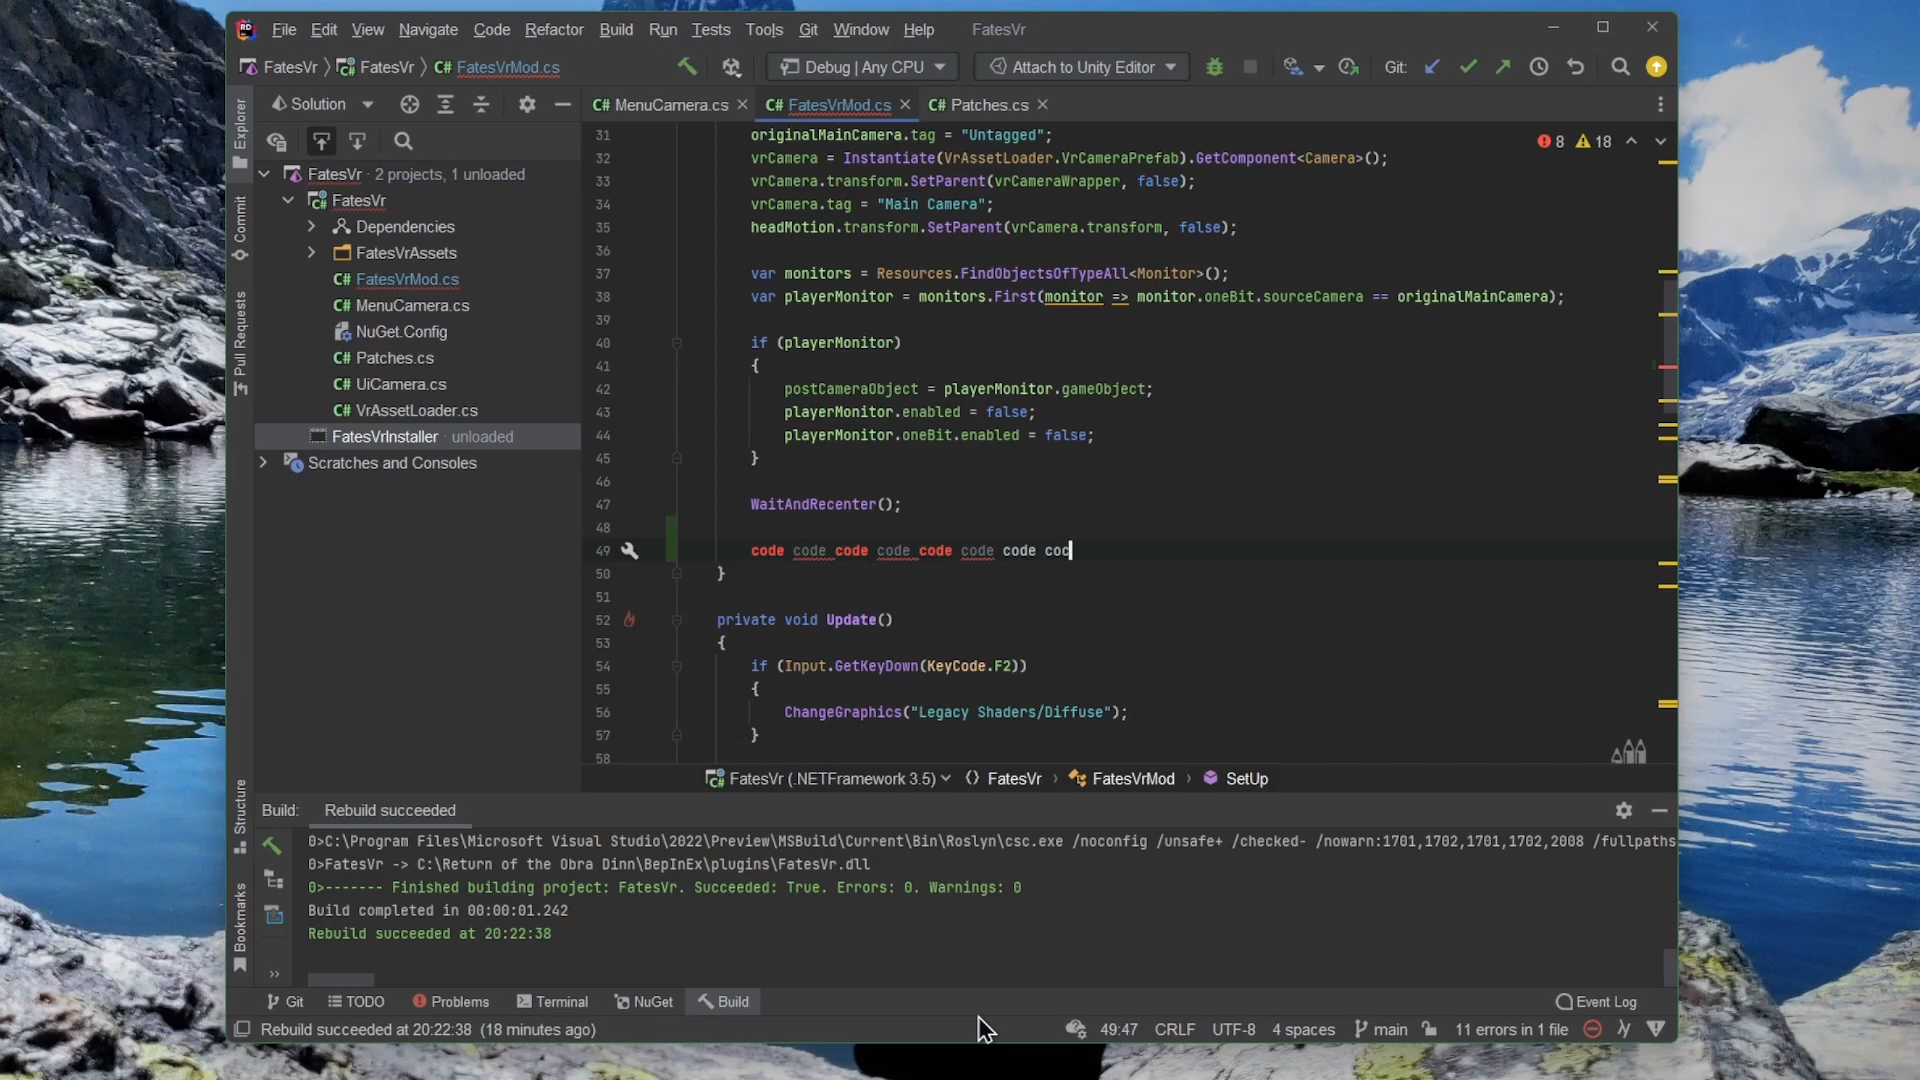 RD File Edit View Navigate Code Refactor Build Run Tests Tools Git Window Help FatesVr
FatesVr FatesVr C# FatesVrMod.cs Debug | Any CPU Attach to Unity Editor Git:
Explorer
Commit
Pull Requests
Structure
Bookmarks
Solution
FatesVr · 2 projects, 1 unloaded
FatesVr
Dependencies
FatesVrAssets
C# FatesVrMod.cs
C# MenuCamera.cs
NuGet.Config
C# Patches.cs
C# UiCamera.cs
C# VrAssetLoader.cs
FatesVrInstaller · unloaded
Scratches and Consoles
C# MenuCamera.cs C# FatesVrMod.cs C# Patches.cs
8 18
31 originalMainCamera.tag = "Untagged";
32 vrCamera = Instantiate(VrAssetLoader.VrCameraPrefab).GetComponent<Camera>();
33 vrCamera.transform.SetParent(vrCameraWrapper, false);
34 vrCamera.tag = "Main Camera";
35 headMotion.transform.SetParent(vrCamera.transform, false);
36
37 var monitors = Resources.FindObjectsOfTypeAll<Monitor>();
38 var playerMonitor = monitors.First(monitor => monitor.oneBit.sourceCamera == originalMainCamera);
39
40 if (playerMonitor)
41 {
42 postCameraObject = playerMonitor.gameObject;
43 playerMonitor.enabled = false;
44 playerMonitor.oneBit.enabled = false;
45 }
46
47 WaitAndRecenter();
48
49 code code code code code code code coc
50 }
51
52 private void Update()
53 {
54 if (Input.GetKeyDown(KeyCode.F2))
55 {
56 ChangeGraphics("Legacy Shaders/Diffuse");
57 }
58
FatesVr (.NETFramework 3.5) FatesVr FatesVrMod SetUp
Build: Rebuild succeeded
0>C:\Program Files\Microsoft Visual Studio\2022\Preview\MSBuild\Current\Bin\Roslyn\csc.exe /noconfig /unsafe+ /checked- /nowarn:1701,1702,1701,1702,2008 /fullpaths
0>FatesVr -> C:\Return of the Obra Dinn\BepInEx\plugins\FatesVr.dll
0>------- Finished building project: FatesVr. Succeeded: True. Errors: 0. Warnings: 0
Build completed in 00:00:01.242
Rebuild succeeded at 20:22:38
Git TODO Problems Terminal NuGet Build Event Log
Rebuild succeeded at 20:22:38 (18 minutes ago) 49:47 CRLF UTF-8 4 spaces main 11 errors in 1 file